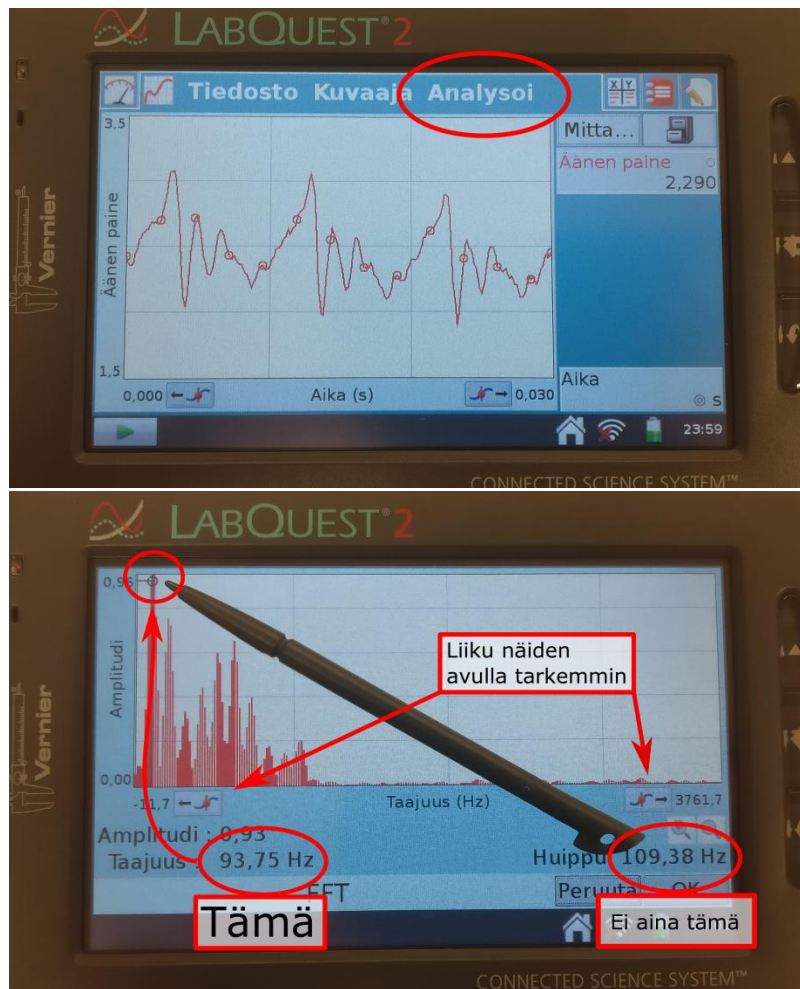 LABQUEST®2
Tiedosto Kuvaaja Analysoi
X Y
3,5
Mitta...
Äänen paine
2,290
Äänen paine
Vernier
1,5
0,000
Aika (s)
0,030
Aika
s
23:59
CONNECTED SCIENCE SYSTEM™
LABQUEST®2
0,96
Amplitudi
Liiku näiden
avulla tarkemmin
Vernier
0,00
-11,7
Taajuus (Hz)
3761,7
Amplitudi : 0,93
Taajuus : 93,75 Hz
Huippu 109,38 Hz
FFT
Peruuta
OK
Tämä
Ei aina tämä
CONNECTED SCIENCE SYSTEM™